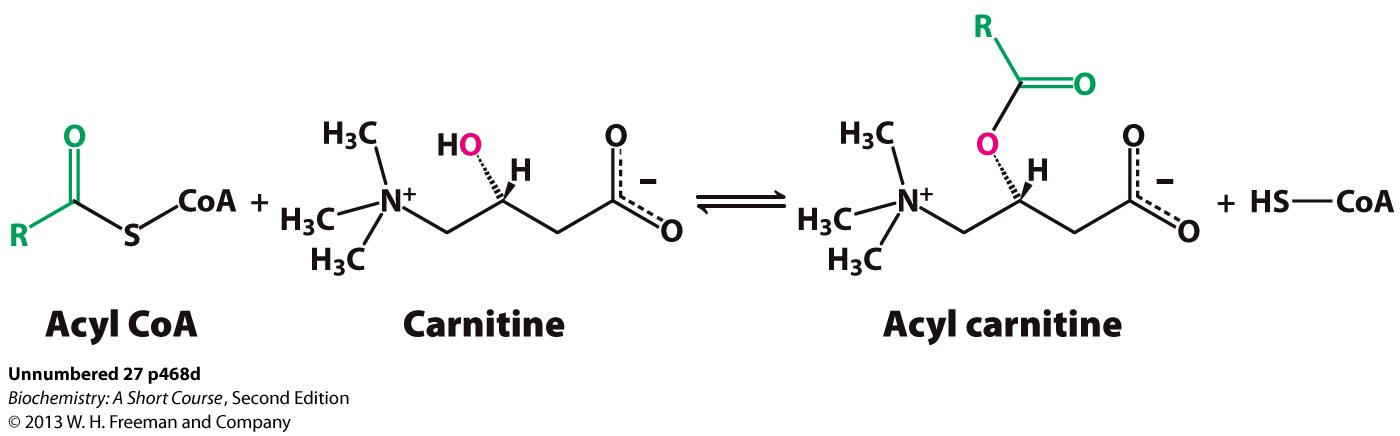 R
O
S
CoA
+
H₃C
H₃C
H₃C
N⁺
HO
H
O
−
O
H₃C
H₃C
H₃C
N⁺
R
O
O
H
O
−
O
+ HS—CoA
Acyl CoA
Carnitine
Acyl carnitine
Unnumbered 27 p468d
Biochemistry: A Short Course, Second Edition
© 2013 W. H. Freeman and Company